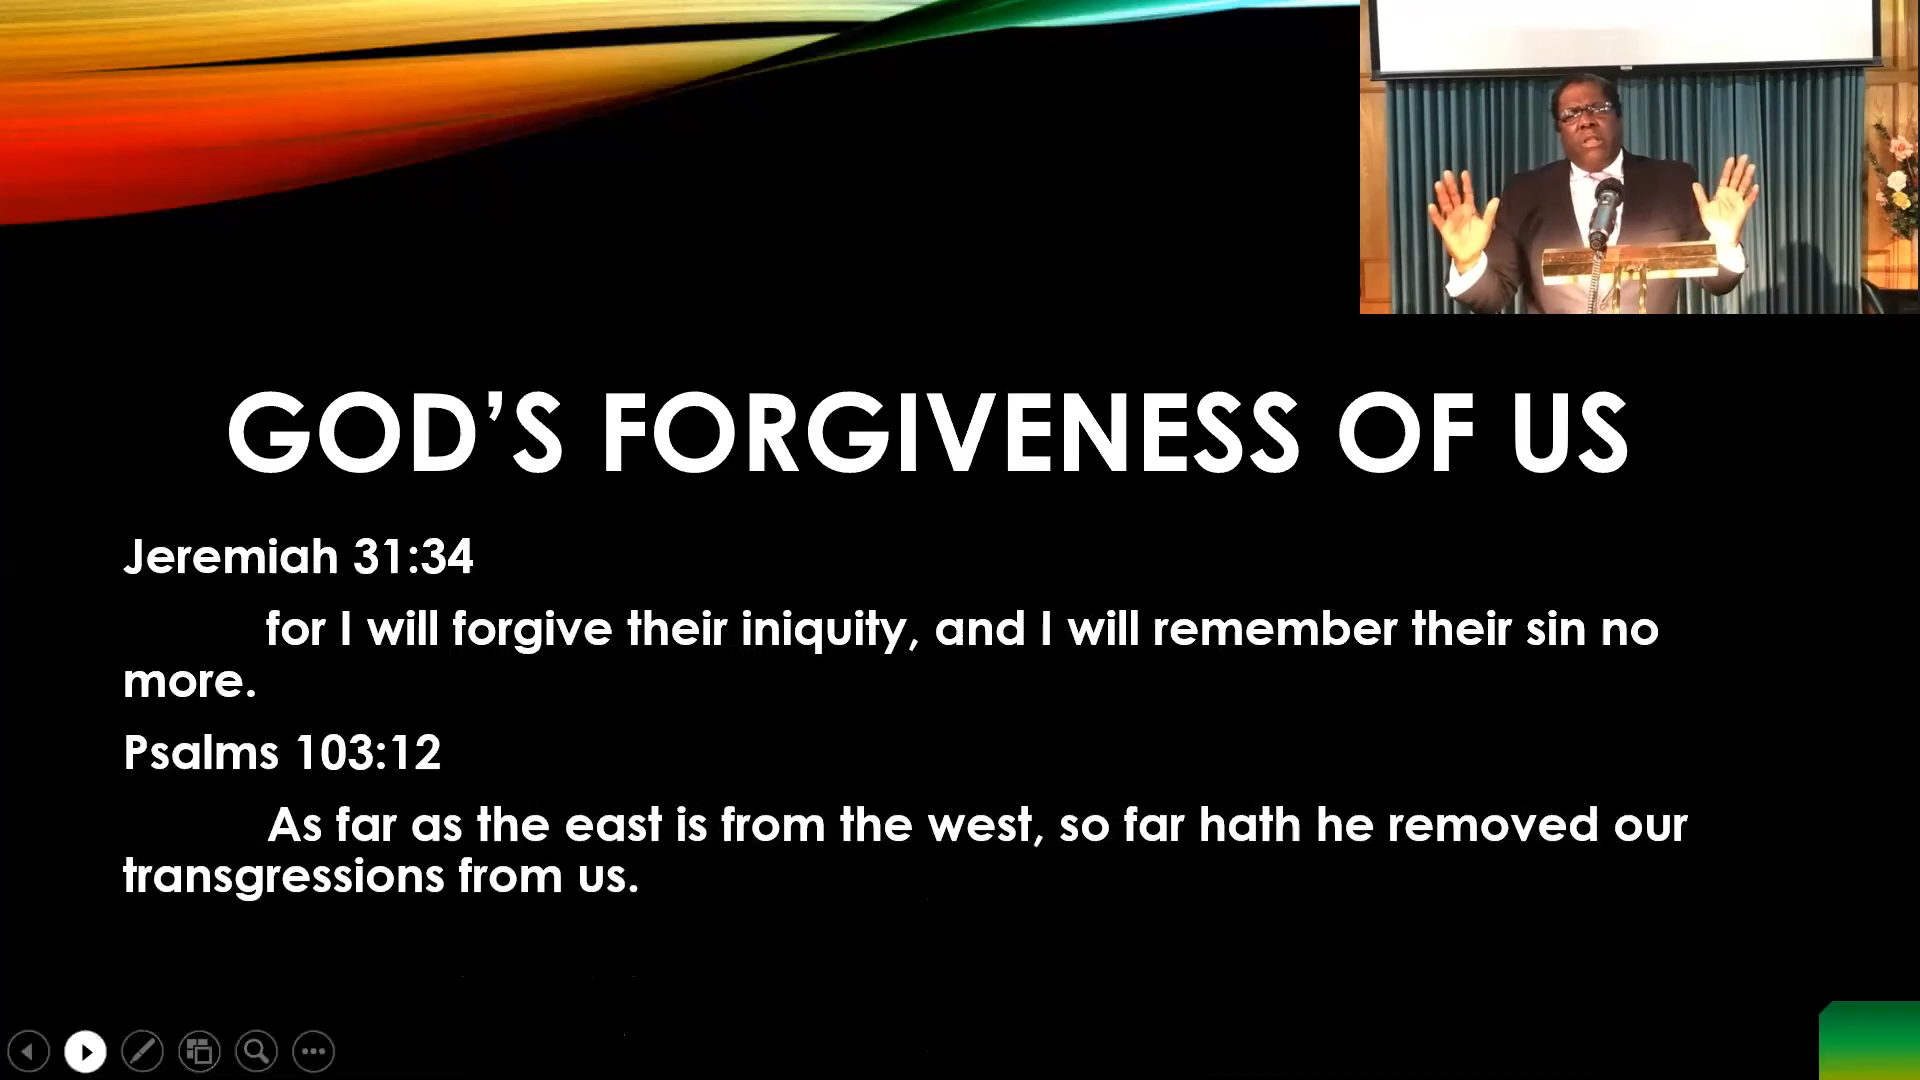 GOD’S FORGIVENESS OF US
Jeremiah 31:34
for I will forgive their iniquity, and I will remember their sin no
more.
Psalms 103:12
As far as the east is from the west, so far hath he removed our
transgressions from us.